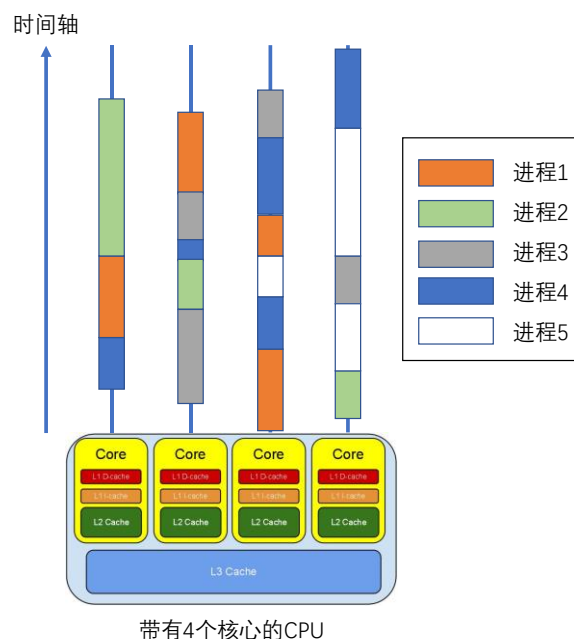 时间轴
进程1
进程2
进程3
进程4
进程5
Core Core Core Core
L1 D-cache L1 D-cache L1 D-cache L1 D-cache
L1 I-cache L1 I-cache L1 I-cache L1 I-cache
L2 Cache L2 Cache L2 Cache L2 Cache
L3 Cache
带有4个核心的CPU